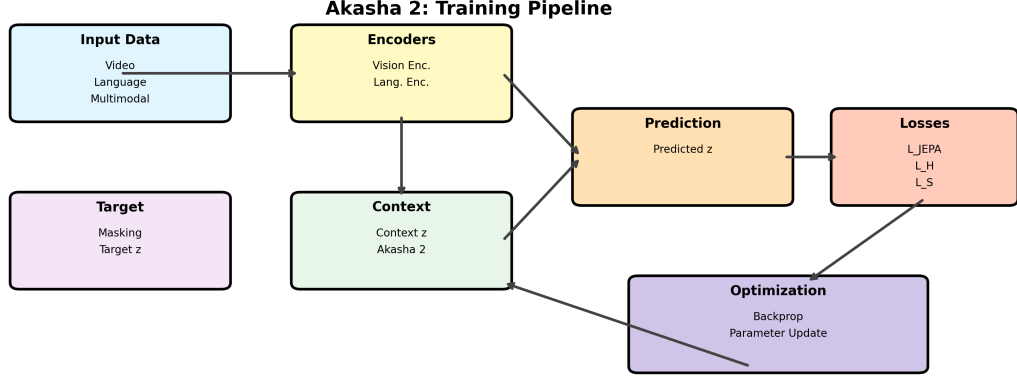 Akasha 2: Training Pipeline
Input Data
Video
Language
Multimodal
Encoders
Vision Enc.
Lang. Enc.
Prediction
Predicted z
Losses
L_JEPA
L_H
L_S
Target
Masking
Target z
Context
Context z
Akasha 2
Optimization
Backprop
Parameter Update